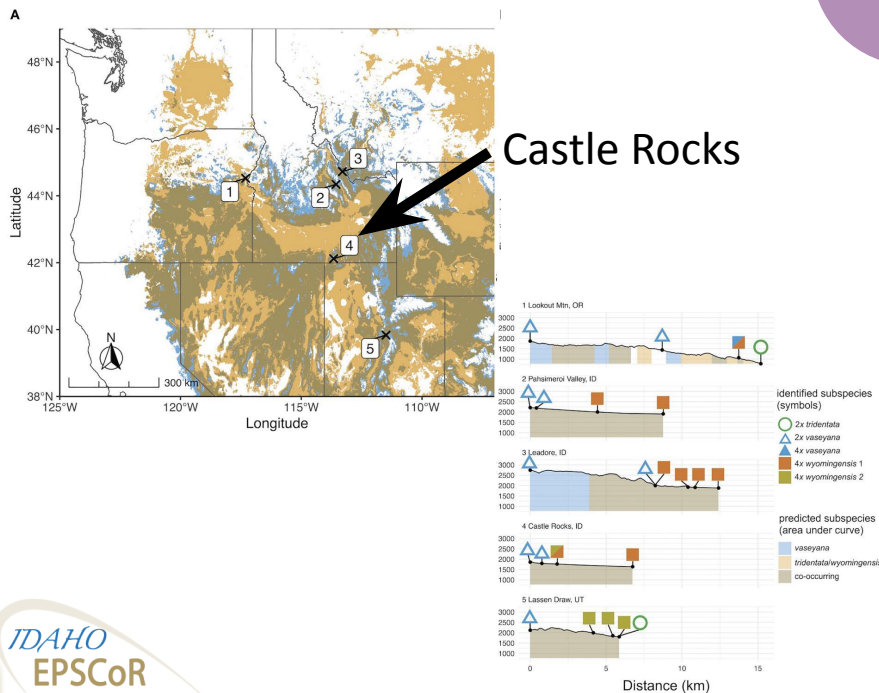 A
48°N
46°N
44°N
42°N
40°N
38°N
Latitude
125°W
120°W
115°W
110°W
Longitude
N
300 km
1
2
3
4
5
Castle Rocks
1 Lookout Mtn, OR
3000
2500
2000
1500
1000
2 Pahsimeroi Valley, ID
3000
2500
2000
1500
1000
3 Leadore, ID
3000
2500
2000
1500
1000
4 Castle Rocks, ID
3000
2500
2000
1500
1000
5 Lassen Draw, UT
3000
2500
2000
1500
1000
0
5
10
15
Distance (km)
identified subspecies
(symbols)
2x tridentata
2x vaseyana
4x vaseyana
4x wyomingensis 1
4x wyomingensis 2
predicted subspecies
(area under curve)
vaseyana
tridentata/wyomingensis
co-occurring
IDAHO
EPSCoR